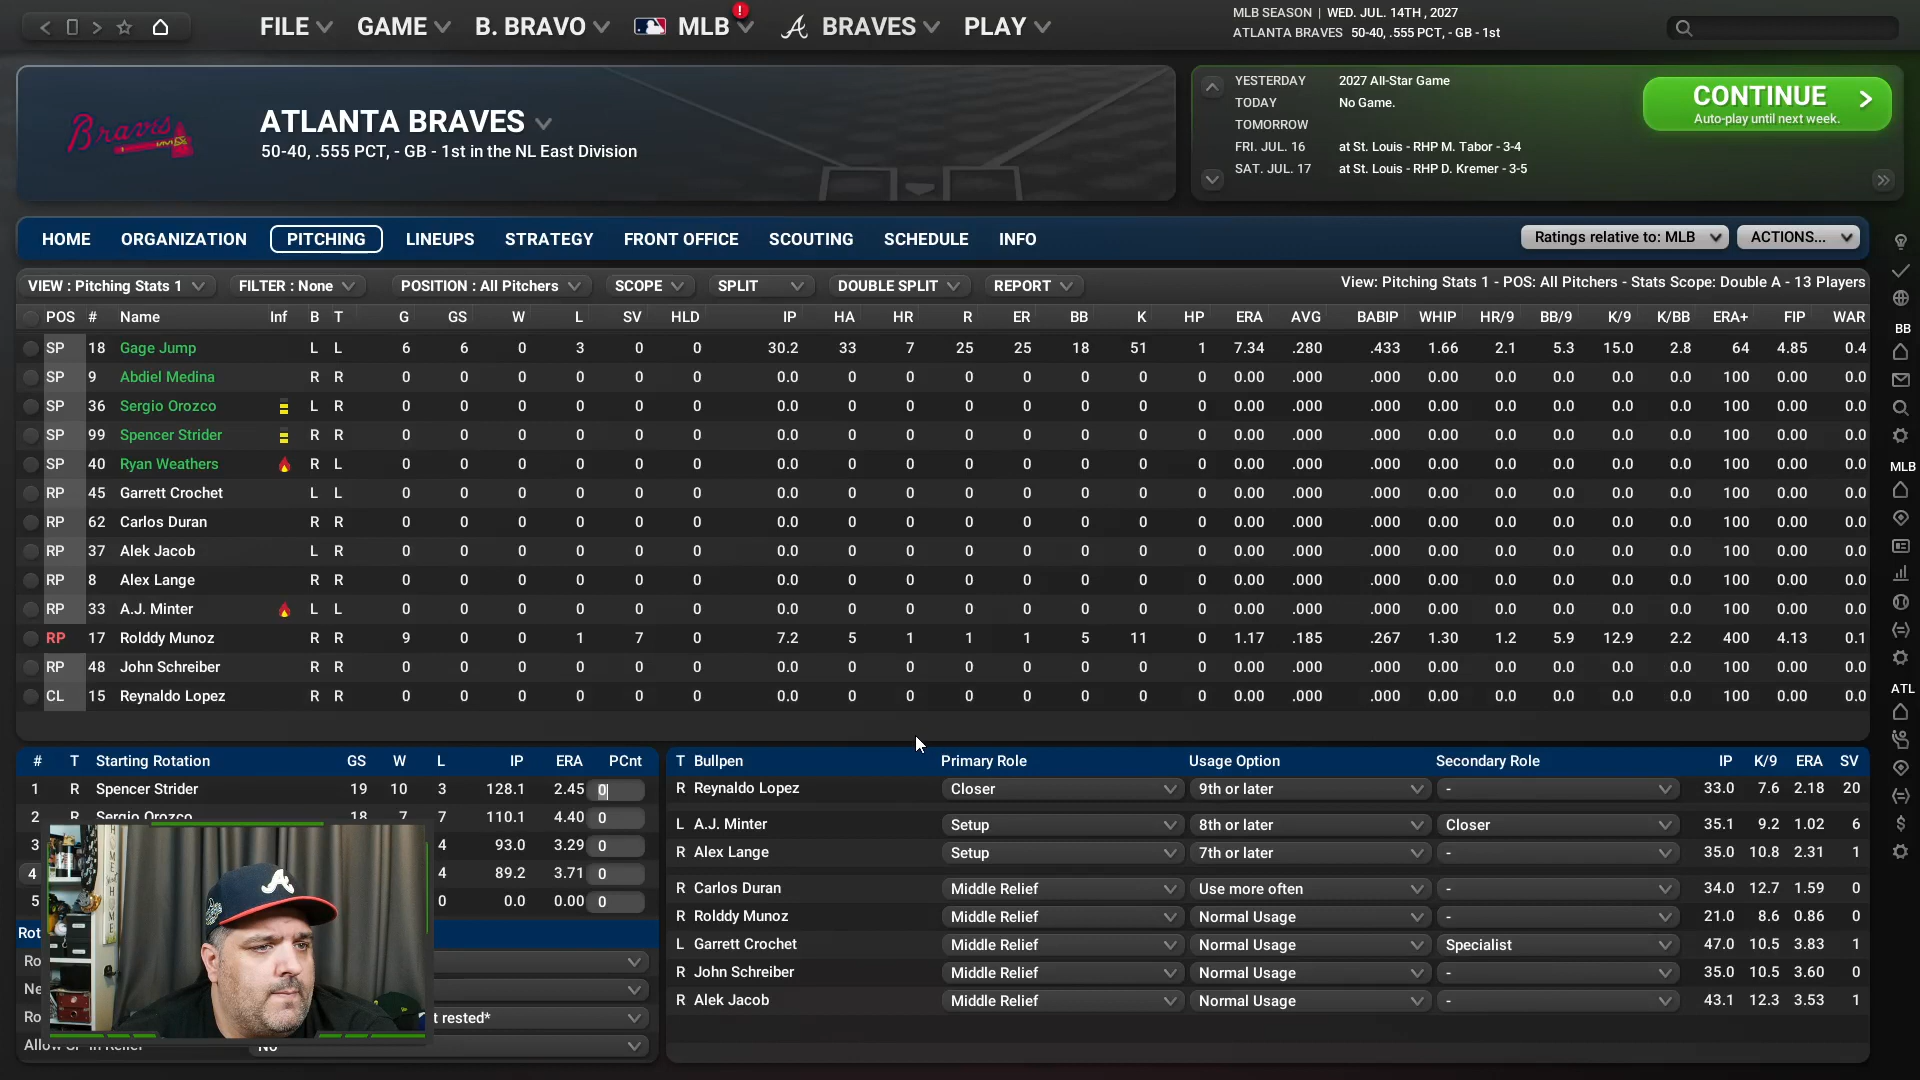 FILE GAME B. BRAVO MLB ! BRAVES PLAY
MLB SEASON | WED. JUL. 14TH , 2027
ATLANTA BRAVES 50-40, .555 PCT, - GB - 1st
Braves
ATLANTA BRAVES
50-40, .555 PCT, - GB - 1st in the NL East Division
YESTERDAY 2027 All-Star Game
TODAY No Game.
TOMORROW
FRI. JUL. 16 at St. Louis - RHP M. Tabor - 3-4
SAT. JUL. 17 at St. Louis - RHP D. Kremer - 3-5
CONTINUE
Auto-play until next week.
HOME ORGANIZATION PITCHING LINEUPS STRATEGY FRONT OFFICE SCOUTING SCHEDULE INFO
Ratings relative to: MLB ACTIONS...
VIEW : Pitching Stats 1 FILTER : None POSITION : All Pitchers SCOPE SPLIT DOUBLE SPLIT REPORT
View: Pitching Stats 1 - POS: All Pitchers - Stats Scope: Double A - 13 Players
POS # Name Inf B T G GS W L SV HLD IP HA HR R ER BB K HP ERA AVG BABIP WHIP HR/9 BB/9 K/9 K/BB ERA+ FIP WAR
SP 18 Gage Jump L L 6 6 0 3 0 0 30.2 33 7 25 25 18 51 1 7.34 .280 .433 1.66 2.1 5.3 15.0 2.8 64 4.85 0.4
SP 9 Abdiel Medina R R 0 0 0 0 0 0 0.0 0 0 0 0 0 0 0 0.00 .000 .000 0.00 0.0 0.0 0.0 0.0 100 0.00 0.0
SP 36 Sergio Orozco L R 0 0 0 0 0 0 0.0 0 0 0 0 0 0 0 0.00 .000 .000 0.00 0.0 0.0 0.0 0.0 100 0.00 0.0
SP 99 Spencer Strider R R 0 0 0 0 0 0 0.0 0 0 0 0 0 0 0 0.00 .000 .000 0.00 0.0 0.0 0.0 0.0 100 0.00 0.0
SP 40 Ryan Weathers R L 0 0 0 0 0 0 0.0 0 0 0 0 0 0 0 0.00 .000 .000 0.00 0.0 0.0 0.0 0.0 100 0.00 0.0
RP 45 Garrett Crochet L L 0 0 0 0 0 0 0.0 0 0 0 0 0 0 0 0.00 .000 .000 0.00 0.0 0.0 0.0 0.0 100 0.00 0.0
RP 62 Carlos Duran R R 0 0 0 0 0 0 0.0 0 0 0 0 0 0 0 0.00 .000 .000 0.00 0.0 0.0 0.0 0.0 100 0.00 0.0
RP 37 Alek Jacob L R 0 0 0 0 0 0 0.0 0 0 0 0 0 0 0 0.00 .000 .000 0.00 0.0 0.0 0.0 0.0 100 0.00 0.0
RP 8 Alex Lange R R 0 0 0 0 0 0 0.0 0 0 0 0 0 0 0 0.00 .000 .000 0.00 0.0 0.0 0.0 0.0 100 0.00 0.0
RP 33 A.J. Minter L L 0 0 0 0 0 0 0.0 0 0 0 0 0 0 0 0.00 .000 .000 0.00 0.0 0.0 0.0 0.0 100 0.00 0.0
RP 17 Rolddy Munoz R R 9 0 0 1 7 0 7.2 5 1 1 1 5 11 0 1.17 .185 .267 1.30 1.2 5.9 12.9 2.2 400 4.13 0.1
RP 48 John Schreiber R R 0 0 0 0 0 0 0.0 0 0 0 0 0 0 0 0.00 .000 .000 0.00 0.0 0.0 0.0 0.0 100 0.00 0.0
CL 15 Reynaldo Lopez R R 0 0 0 0 0 0 0.0 0 0 0 0 0 0 0 0.00 .000 .000 0.00 0.0 0.0 0.0 0.0 100 0.00 0.0
# T Starting Rotation GS W L IP ERA PCnt
1 R Spencer Strider 19 10 3 128.1 2.45 0
2 R Sergio Orozco 18 7 7 110.1 4.40 0
3 4 93.0 3.29 0
4 4 89.2 3.71 0
5 0 0.0 0.00 0
Rot
Ro
Ne
Ro t rested*
Allow No
T Bullpen Primary Role Usage Option Secondary Role IP K/9 ERA SV
R Reynaldo Lopez Closer 9th or later - 33.0 7.6 2.18 20
L A.J. Minter Setup 8th or later Closer 35.1 9.2 1.02 6
R Alex Lange Setup 7th or later - 35.0 10.8 2.31 1
R Carlos Duran Middle Relief Use more often - 34.0 12.7 1.59 0
R Rolddy Munoz Middle Relief Normal Usage - 21.0 8.6 0.86 0
L Garrett Crochet Middle Relief Normal Usage Specialist 47.0 10.5 3.83 1
R John Schreiber Middle Relief Normal Usage - 35.0 10.5 3.60 0
R Alek Jacob Middle Relief Normal Usage - 43.1 12.3 3.53 1
BB
MLB
ATL
$